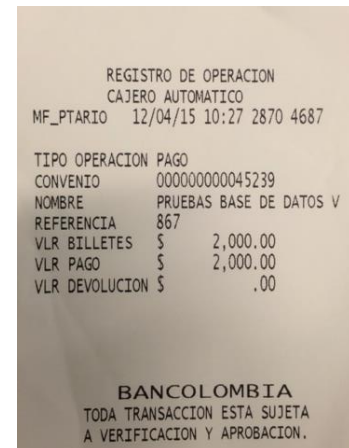 REGISTRO DE OPERACION
CAJERO AUTOMATICO
MF_PTARIO 12/04/15 10:27 2870 4687
TIPO OPERACION PAGO
CONVENIO 000000000045239
NOMBRE PRUEBAS BASE DE DATOS V
REFERENCIA 867
VLR BILLETES $ 2,000.00
VLR PAGO $ 2,000.00
VLR DEVOLUCION $ .00
BANCOLOMBIA
TODA TRANSACCION ESTA SUJETA
A VERIFICACION Y APROBACION.